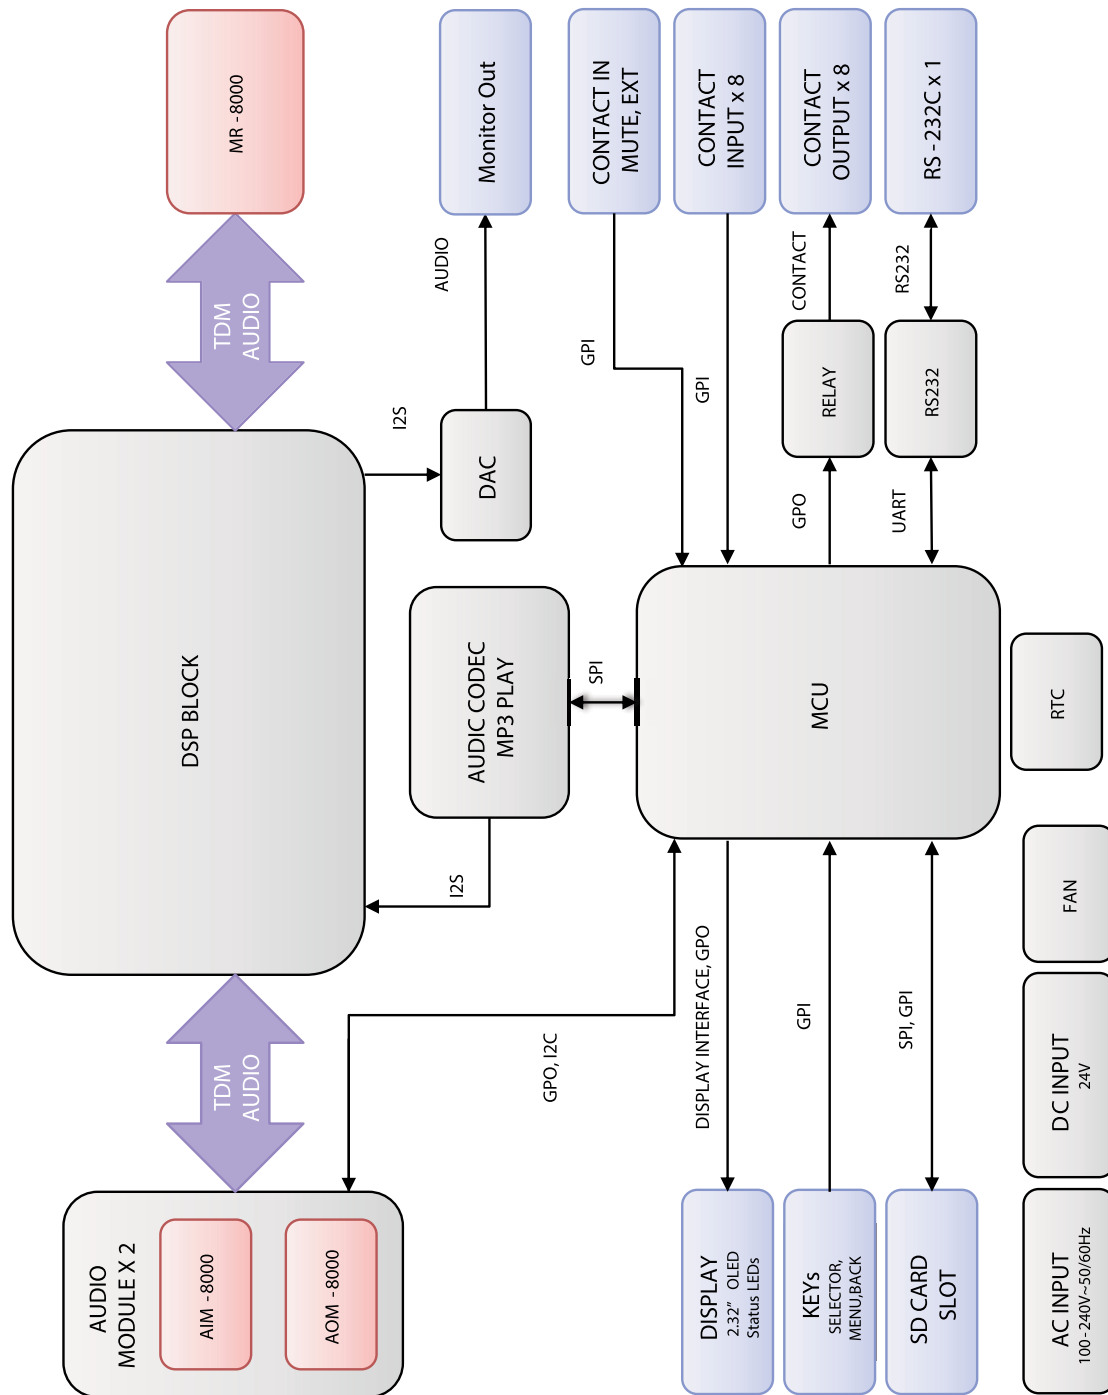 AUDIO
MODULE X 2
AIM - 8000
AOM - 8000
TDM
AUDIO
DSP BLOCK
TDM
AUDIO
MR - 8000
I2S
I2S
AUDIO
DAC
Monitor Out
AUDIC CODEC
MP3 PLAY
GPO, I2C
SPI
GPI
CONTACT IN
MUTE, EXT
DISPLAY
2.32" OLED
Status LEDs
DISPLAY INTERFACE, GPO
MCU
GPI
CONTACT
INPUT x 8
KEYs
SELECTOR,
MENU,BACK
GPI
GPO
RELAY
CONTACT
CONTACT
OUTPUT x 8
SD CARD
SLOT
SPI, GPI
UART
RS232
RS232
RS - 232C x 1
AC INPUT
100 - 240V~50/60Hz
DC INPUT
24V
FAN
RTC